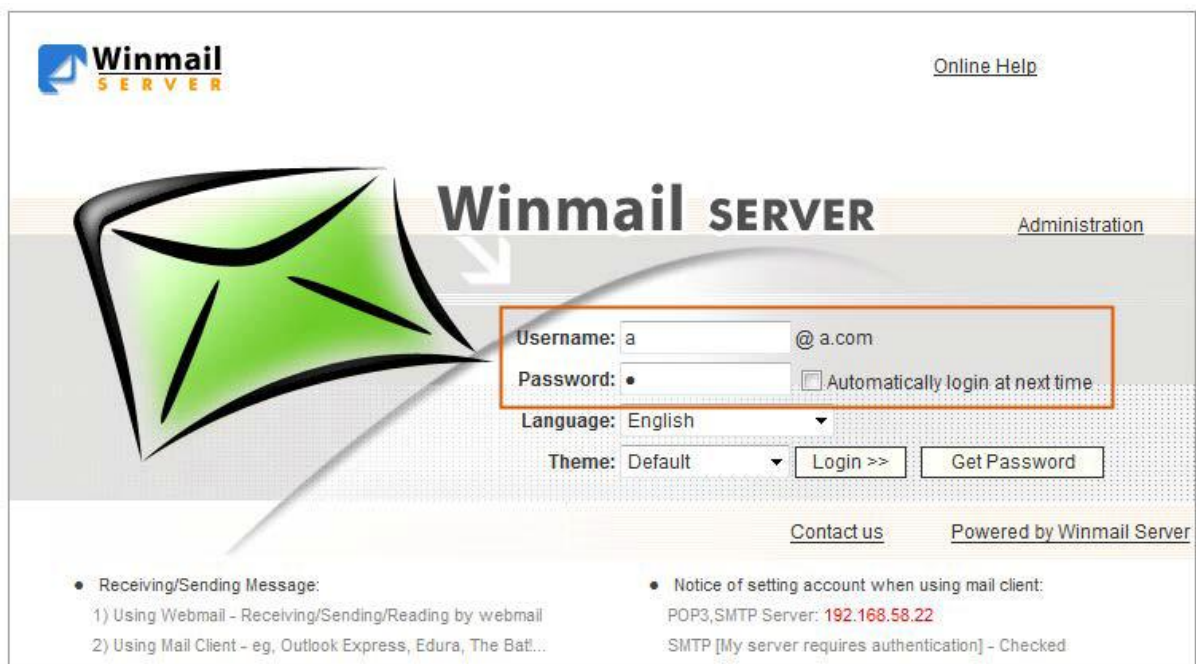 Winmail
SERVER
Online Help
Winmail SERVER
Administration
Username: a @ a.com
Password: ● Automatically login at next time
Language: English
Theme: Default Login >> Get Password
Contact us Powered by Winmail Server
● Receiving/Sending Message:
1) Using Webmail - Receiving/Sending/Reading by webmail
2) Using Mail Client - eg, Outlook Express, Edura, The Bat!...
● Notice of setting account when using mail client:
POP3,SMTP Server: 192.168.58.22
SMTP [My server requires authentication] - Checked